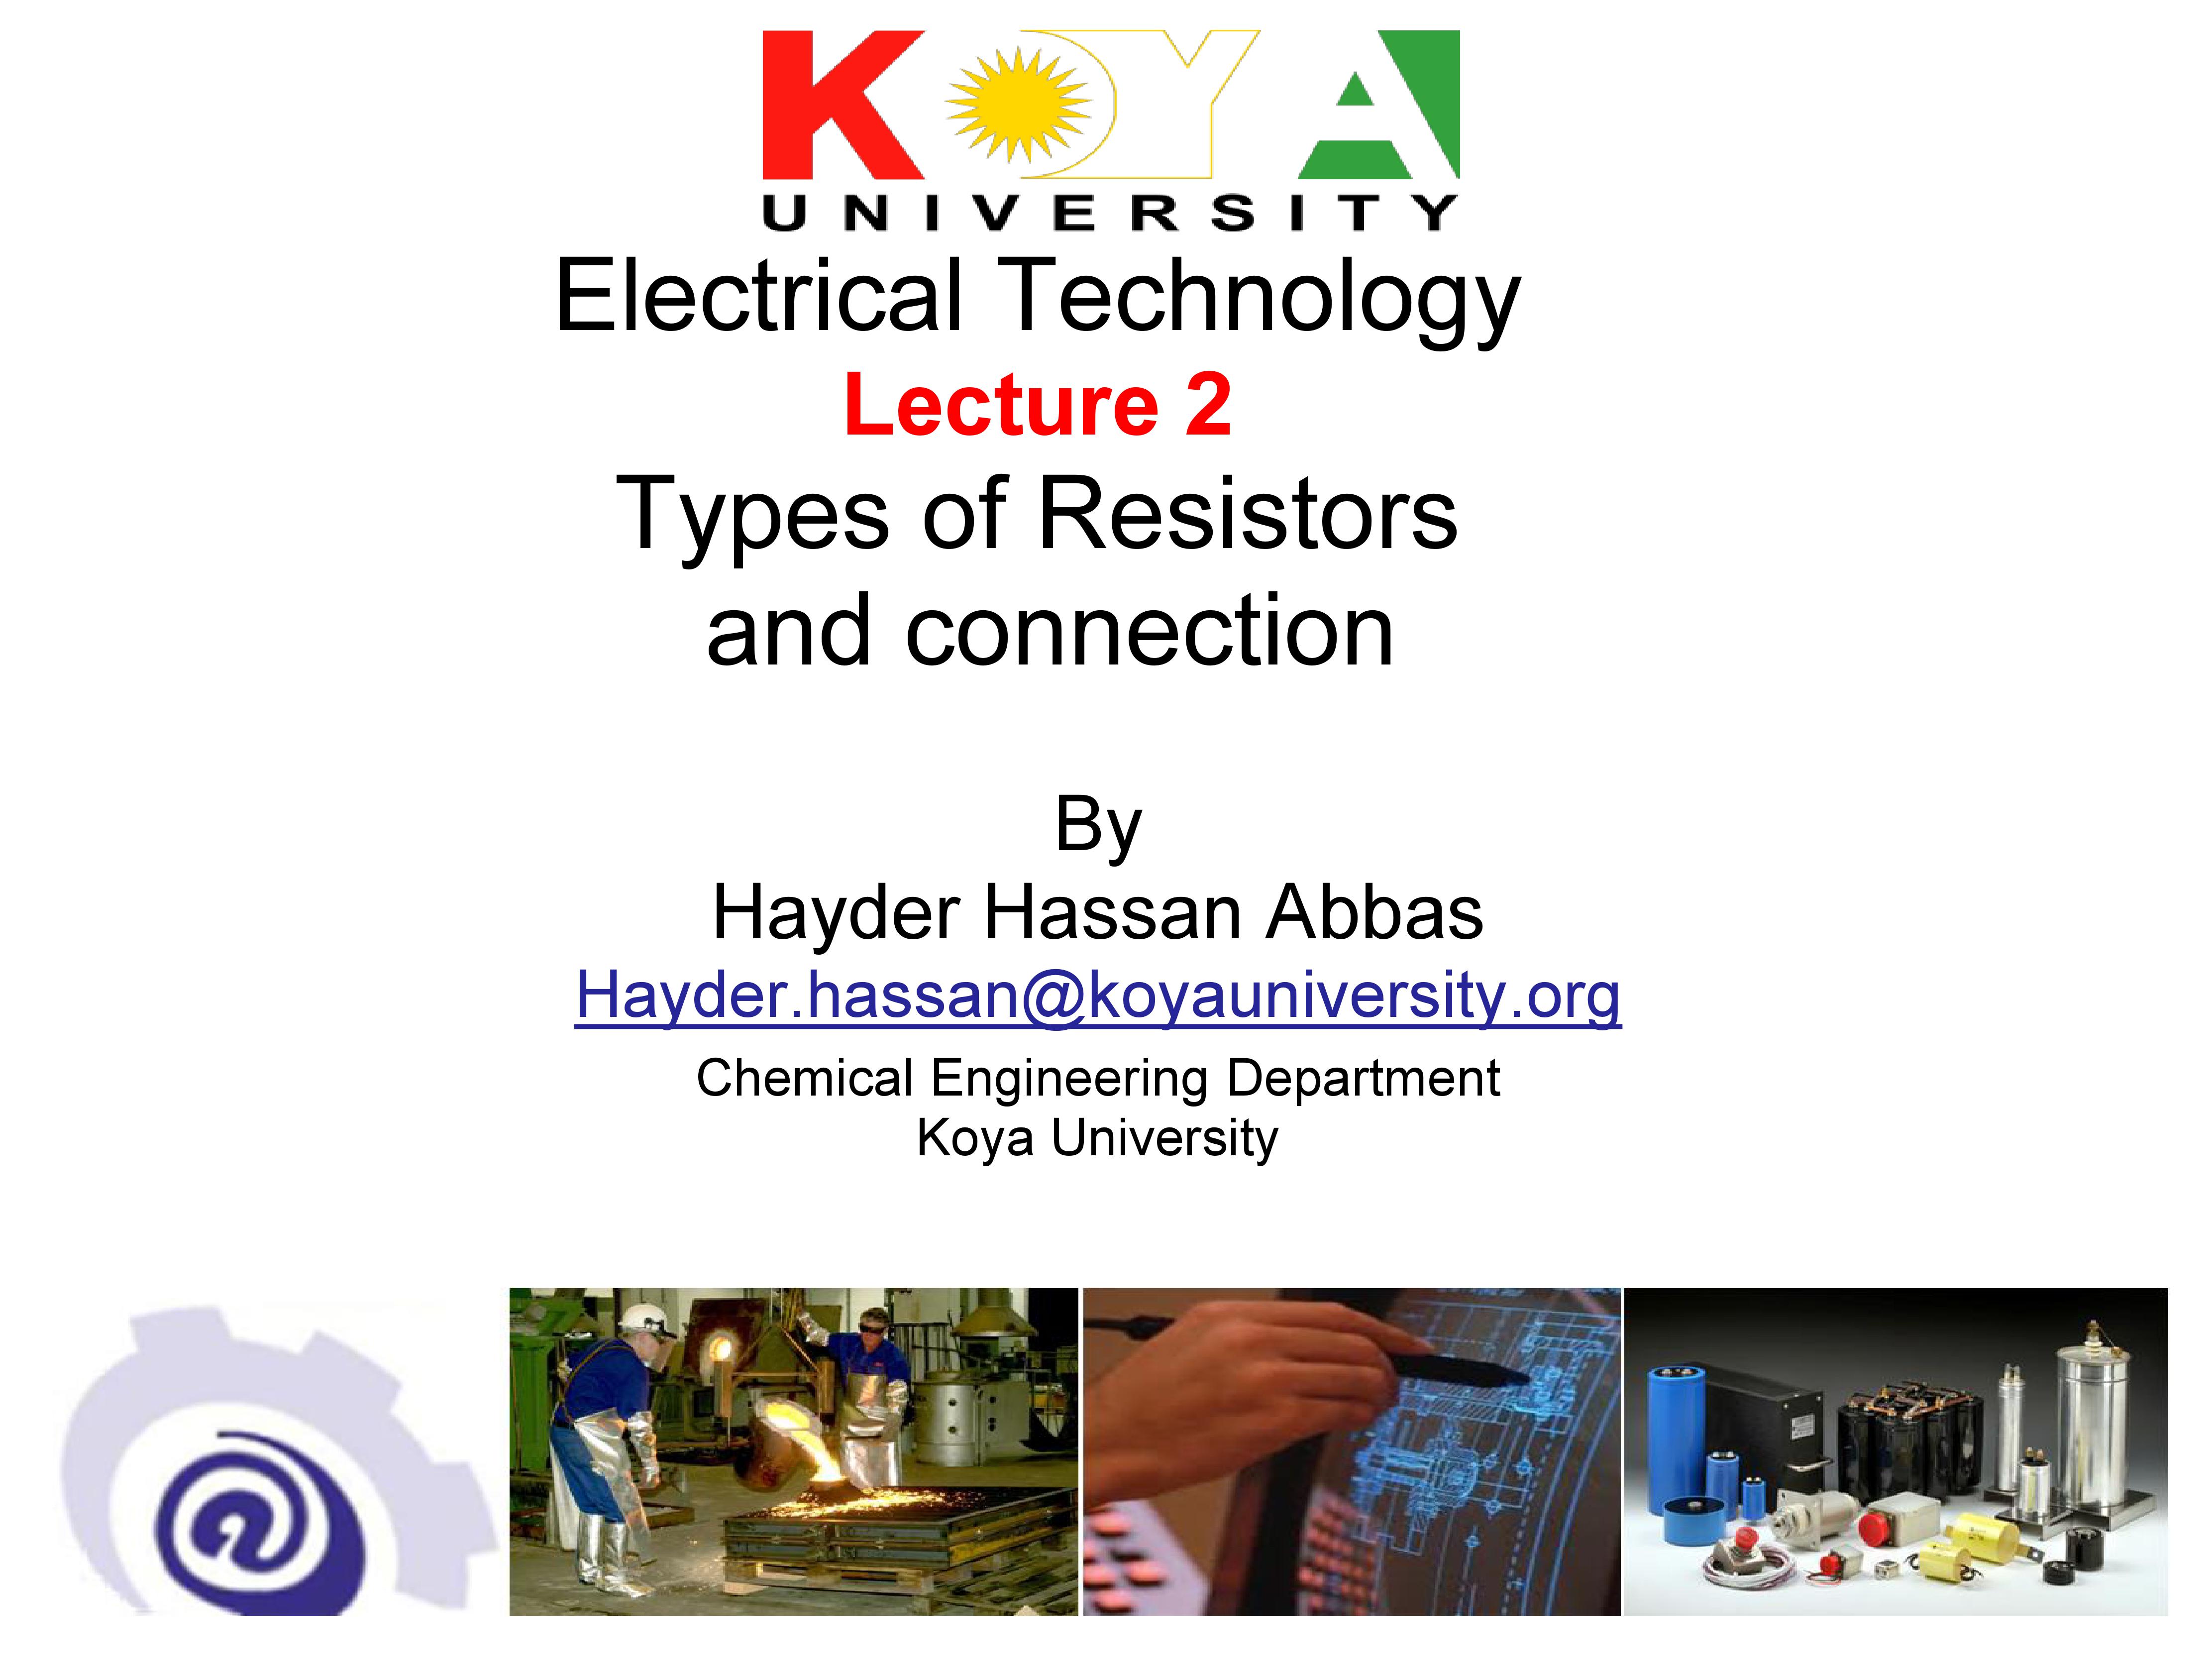 KOYA
UNIVERSITY
Electrical Technology
Lecture 2
Types of Resistors
and connection
By
Hayder Hassan Abbas
Hayder.hassan@koyauniversity.org
Chemical Engineering Department
Koya University